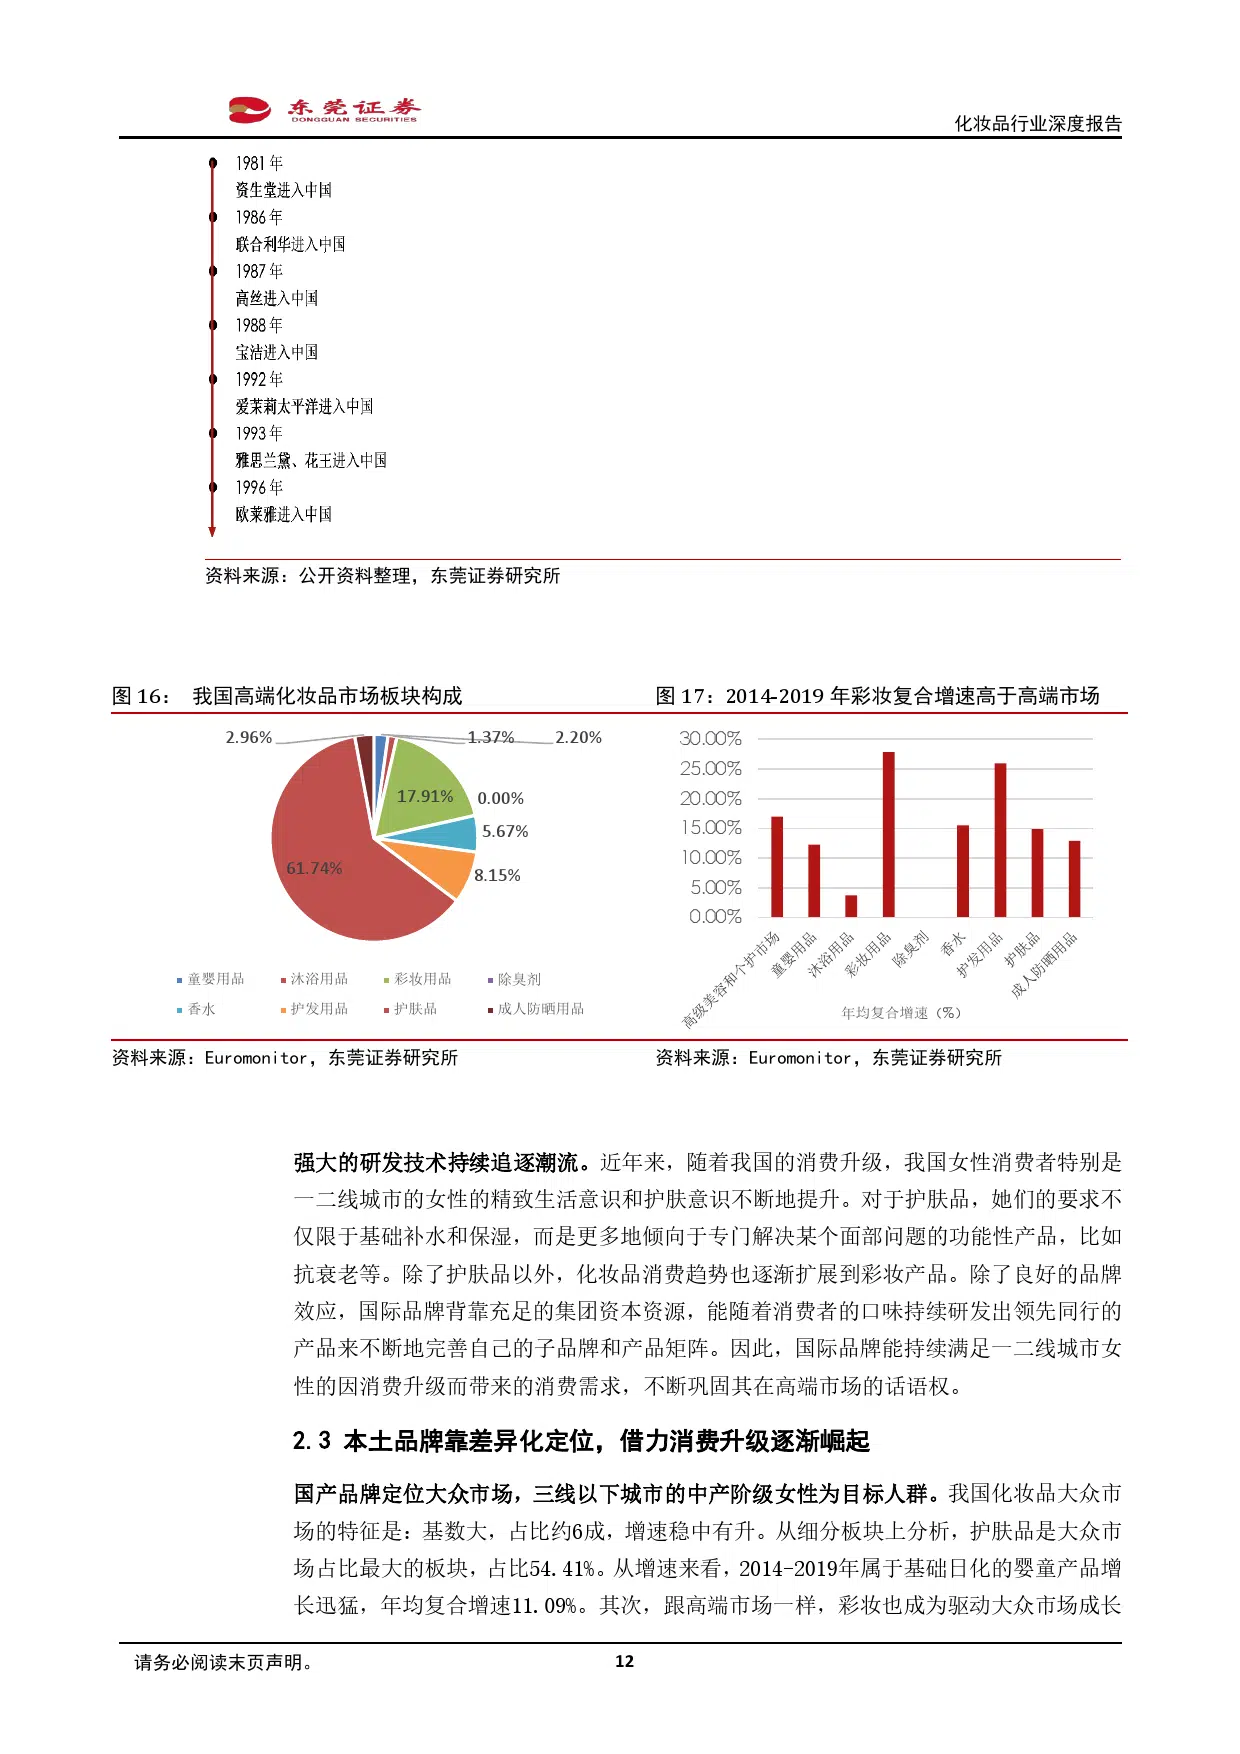 东莞证券
DONGGUAN SECURITIES
化妆品行业深度报告
1981年
资生堂进入中国
1986年
联合利华进入中国
1987年
高丝进入中国
1988年
宝洁进入中国
1992年
爱茉莉太平洋进入中国
1993年
雅思兰黛、花王进入中国
1996年
欧莱雅进入中国
资料来源：公开资料整理，东莞证券研究所
图 16： 我国高端化妆品市场板块构成
2.96%
1.37%
2.20%
17.91%
0.00%
5.67%
61.74%
8.15%
童婴用品 沐浴用品 彩妆用品 除臭剂
香水 护发用品 护肤品 成人防晒用品
资料来源：Euromonitor，东莞证券研究所
图 17：2014-2019 年彩妆复合增速高于高端市场
30.00%
25.00%
20.00%
15.00%
10.00%
5.00%
0.00%
高级美容和个护市场
童婴用品
沐浴用品
彩妆用品
除臭剂
香水
护发用品
护肤品
成人防晒用品
年均复合增速（%）
资料来源：Euromonitor，东莞证券研究所
强大的研发技术持续追逐潮流。近年来，随着我国的消费升级，我国女性消费者特别是
一二线城市的女性的精致生活意识和护肤意识不断地提升。对于护肤品，她们的要求不
仅限于基础补水和保湿，而是更多地倾向于专门解决某个面部问题的功能性产品，比如
抗衰老等。除了护肤品以外，化妆品消费趋势也逐渐扩展到彩妆产品。除了良好的品牌
效应，国际品牌背靠充足的集团资本资源，能随着消费者的口味持续研发出领先同行的
产品来不断地完善自己的子品牌和产品矩阵。因此，国际品牌能持续满足一二线城市女
性的因消费升级而带来的消费需求，不断巩固其在高端市场的话语权。
2.3 本土品牌靠差异化定位，借力消费升级逐渐崛起
国产品牌定位大众市场，三线以下城市的中产阶级女性为目标人群。我国化妆品大众市
场的特征是：基数大，占比约6成，增速稳中有升。从细分板块上分析，护肤品是大众市
场占比最大的板块，占比54.41%。从增速来看，2014-2019年属于基础日化的婴童产品增
长迅猛，年均复合增速11.09%。其次，跟高端市场一样，彩妆也成为驱动大众市场成长
请务必阅读末页声明。
12